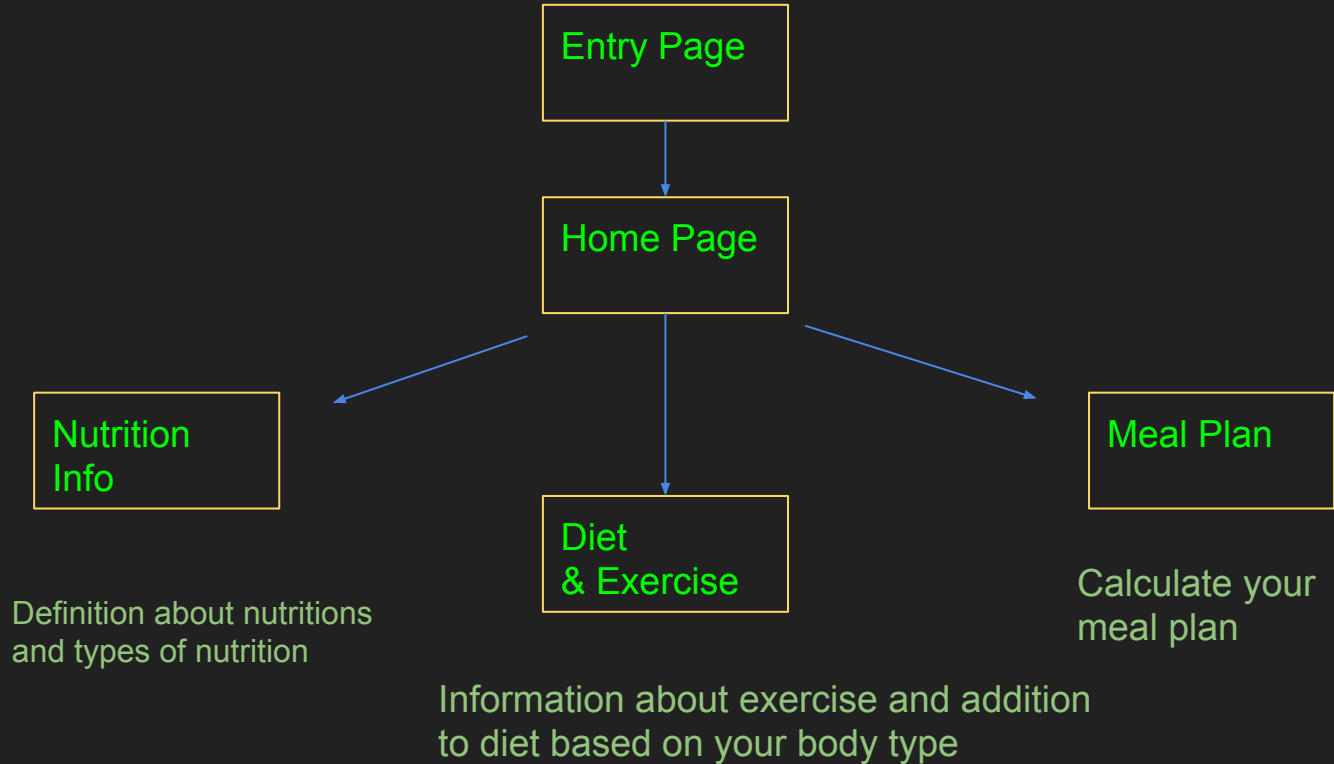 Entry Page
Home Page
Nutrition
Info
Meal Plan
Diet
& Exercise
Definition about nutritions
and types of nutrition
Calculate your
meal plan
Information about exercise and addition
to diet based on your body type